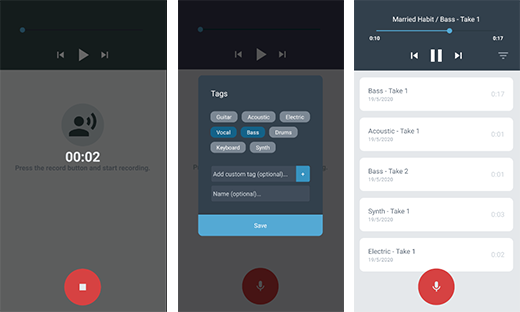 00:02
Press the record button and start recording.
Tags
Guitar
Acoustic
Electric
Vocal
Bass
Drums
Keyboard
Synth
Add custom tag (optional)...
+
Name (optional)...
Save
Married Habit / Bass - Take 1
0:10
0:17
Bass - Take 1
0:17
19/5/2020
Acoustic - Take 1
0:01
19/5/2020
Bass - Take 2
0:01
19/5/2020
Synth - Take 1
0:03
19/5/2020
Electric - Take 1
0:02
19/5/2020